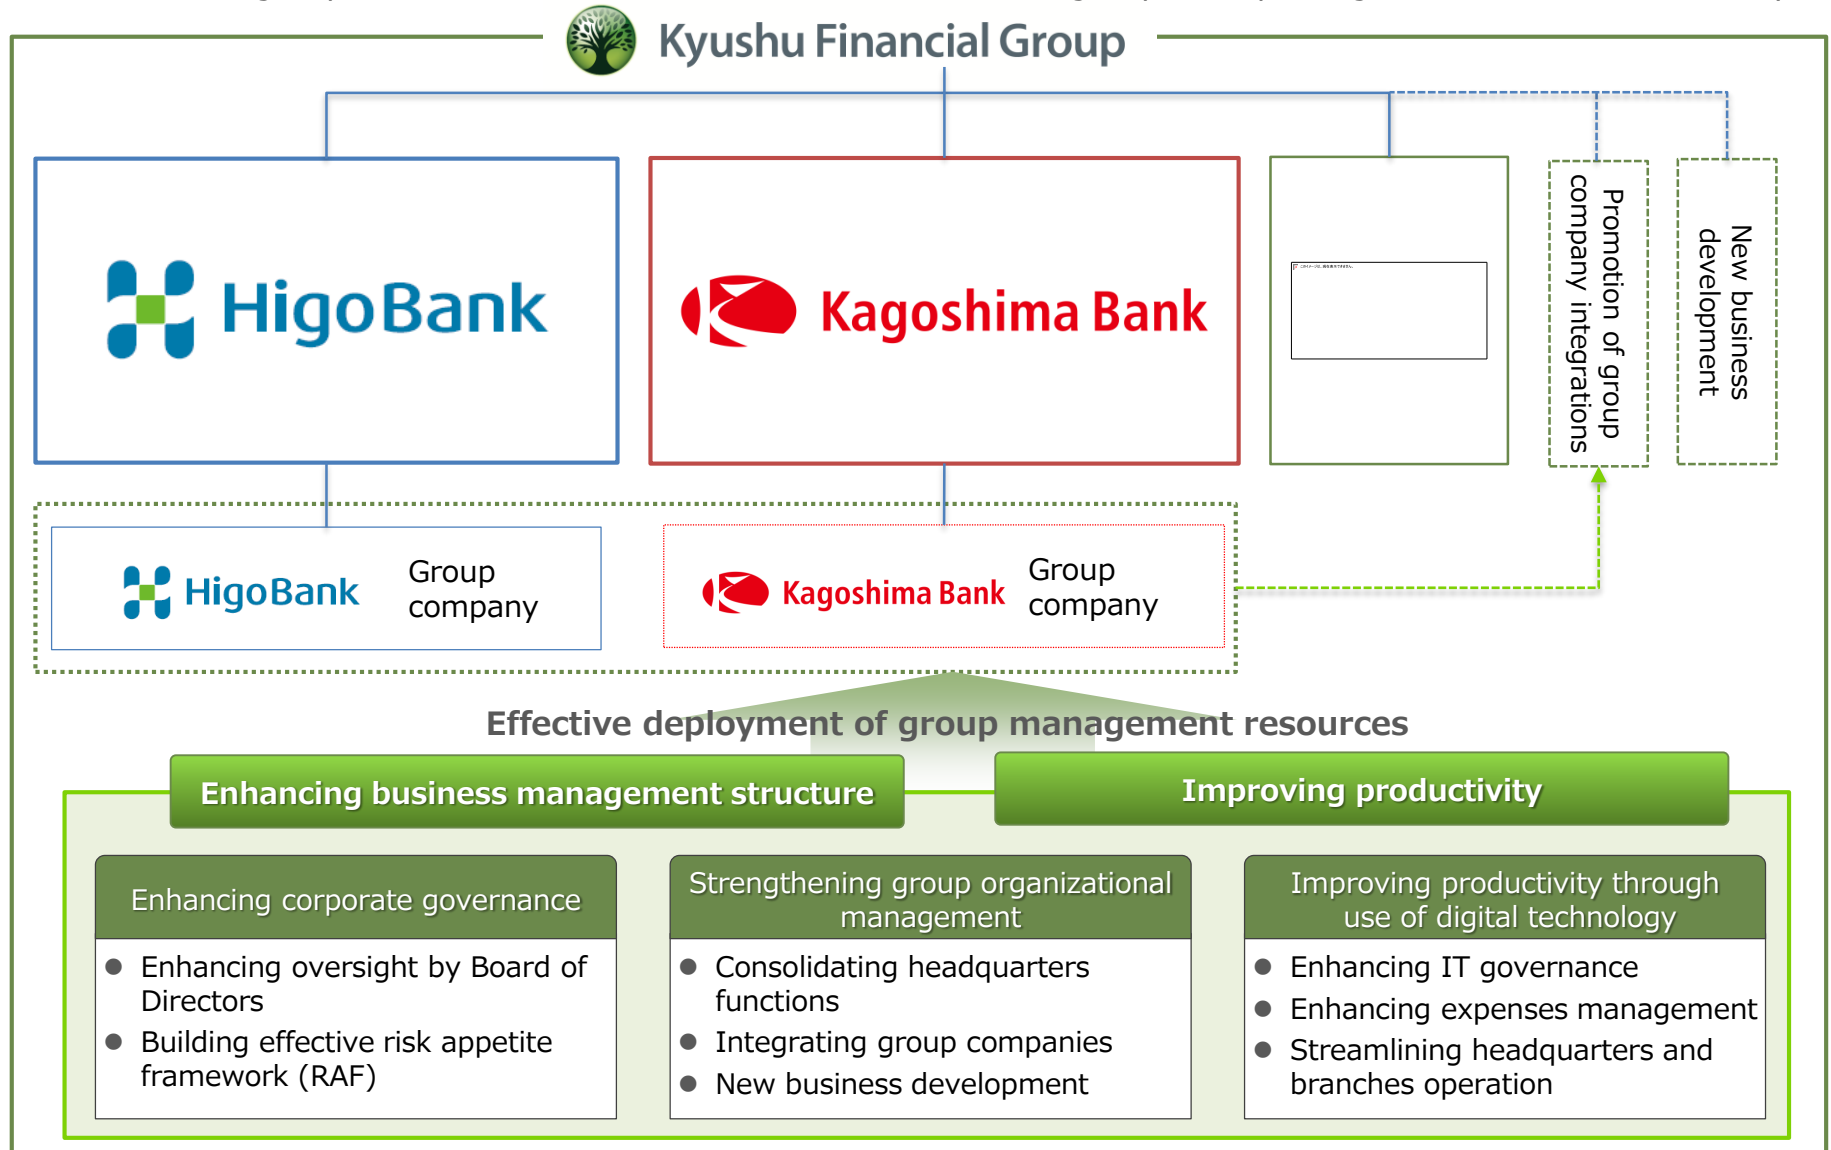 Kyushu Financial Group
HigoBank
Kagoshima Bank
Promotion of group
company integrations
New business
development
HigoBank
Group
company
Kagoshima Bank
Group
company
Effective deployment of group management resources
Enhancing business management structure
Improving productivity
Enhancing corporate governance
● Enhancing oversight by Board of
Directors
● Building effective risk appetite
framework (RAF)
Strengthening group organizational
management
● Consolidating headquarters
functions
● Integrating group companies
● New business development
Improving productivity through
use of digital technology
● Enhancing IT governance
● Enhancing expenses management
● Streamlining headquarters and
branches operation